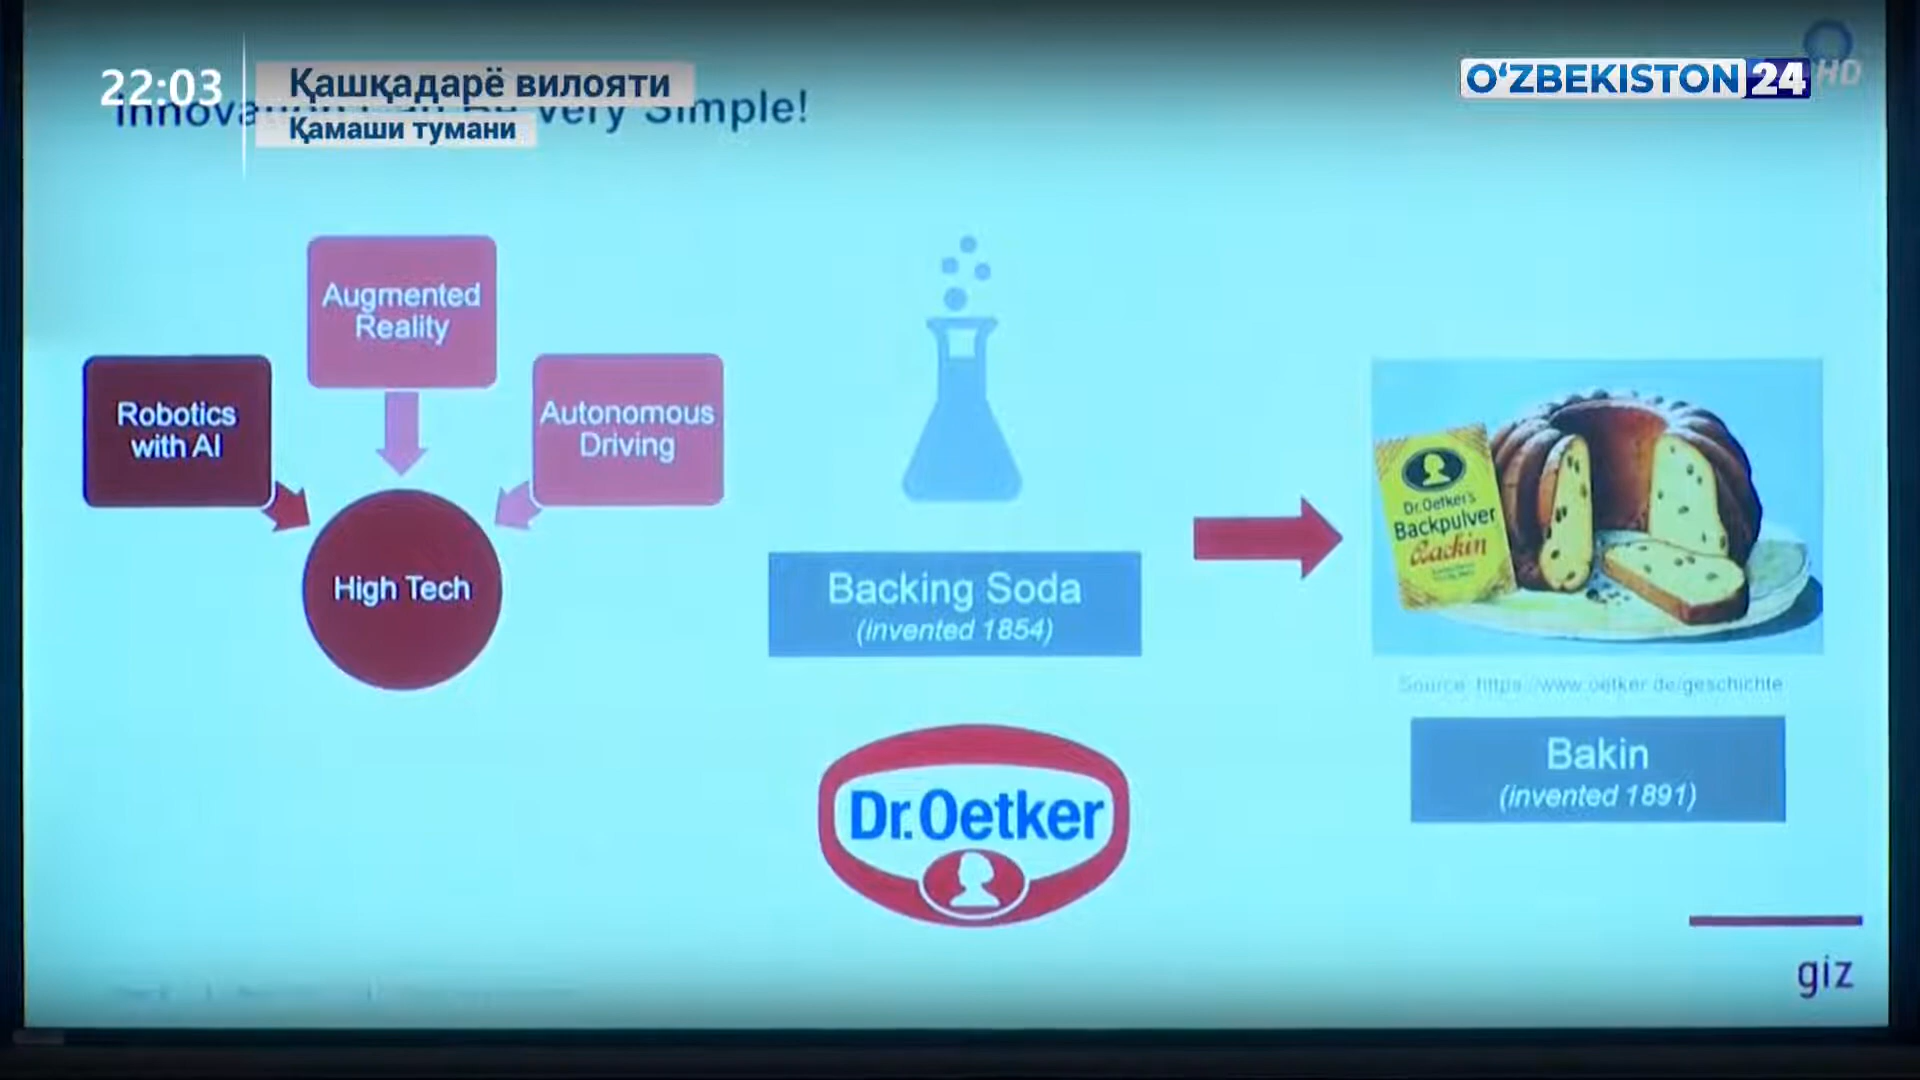 22:03
Қашқадарё вилояти
Қамаши тумани
O‘ZBEKISTON 24
HD
Very Simple!
Augmented
Reality
Robotics
with AI
Autonomous
Driving
High Tech
Backing Soda
(invented 1854)
Dr.Oetker's
Backpulver
Backin
Source: https://www.oetker.de/geschichte
Bakin
(invented 1891)
Dr.Oetker
giz